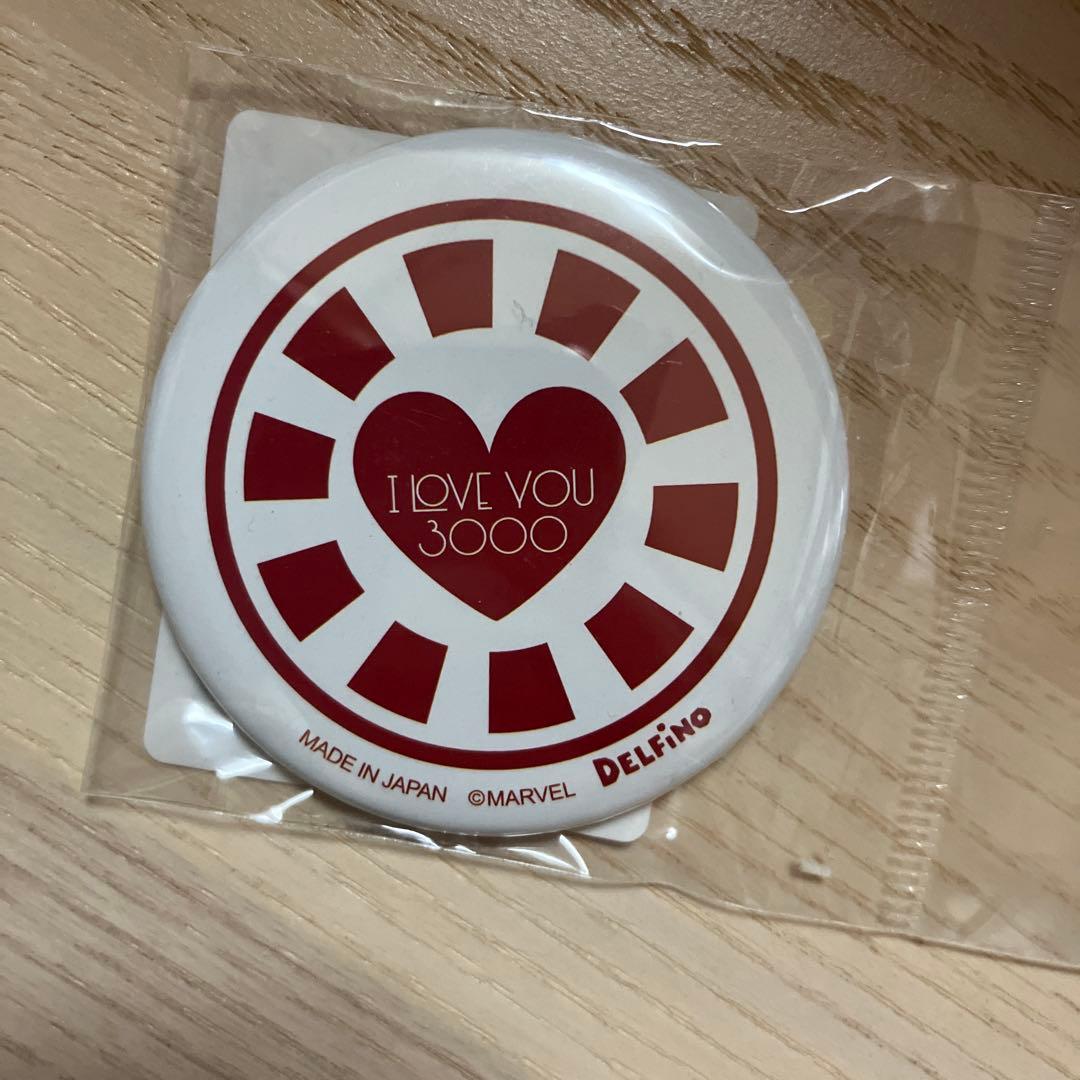 I LOVE YOU
3000
MADE IN JAPAN ©MARVEL DELFiNO